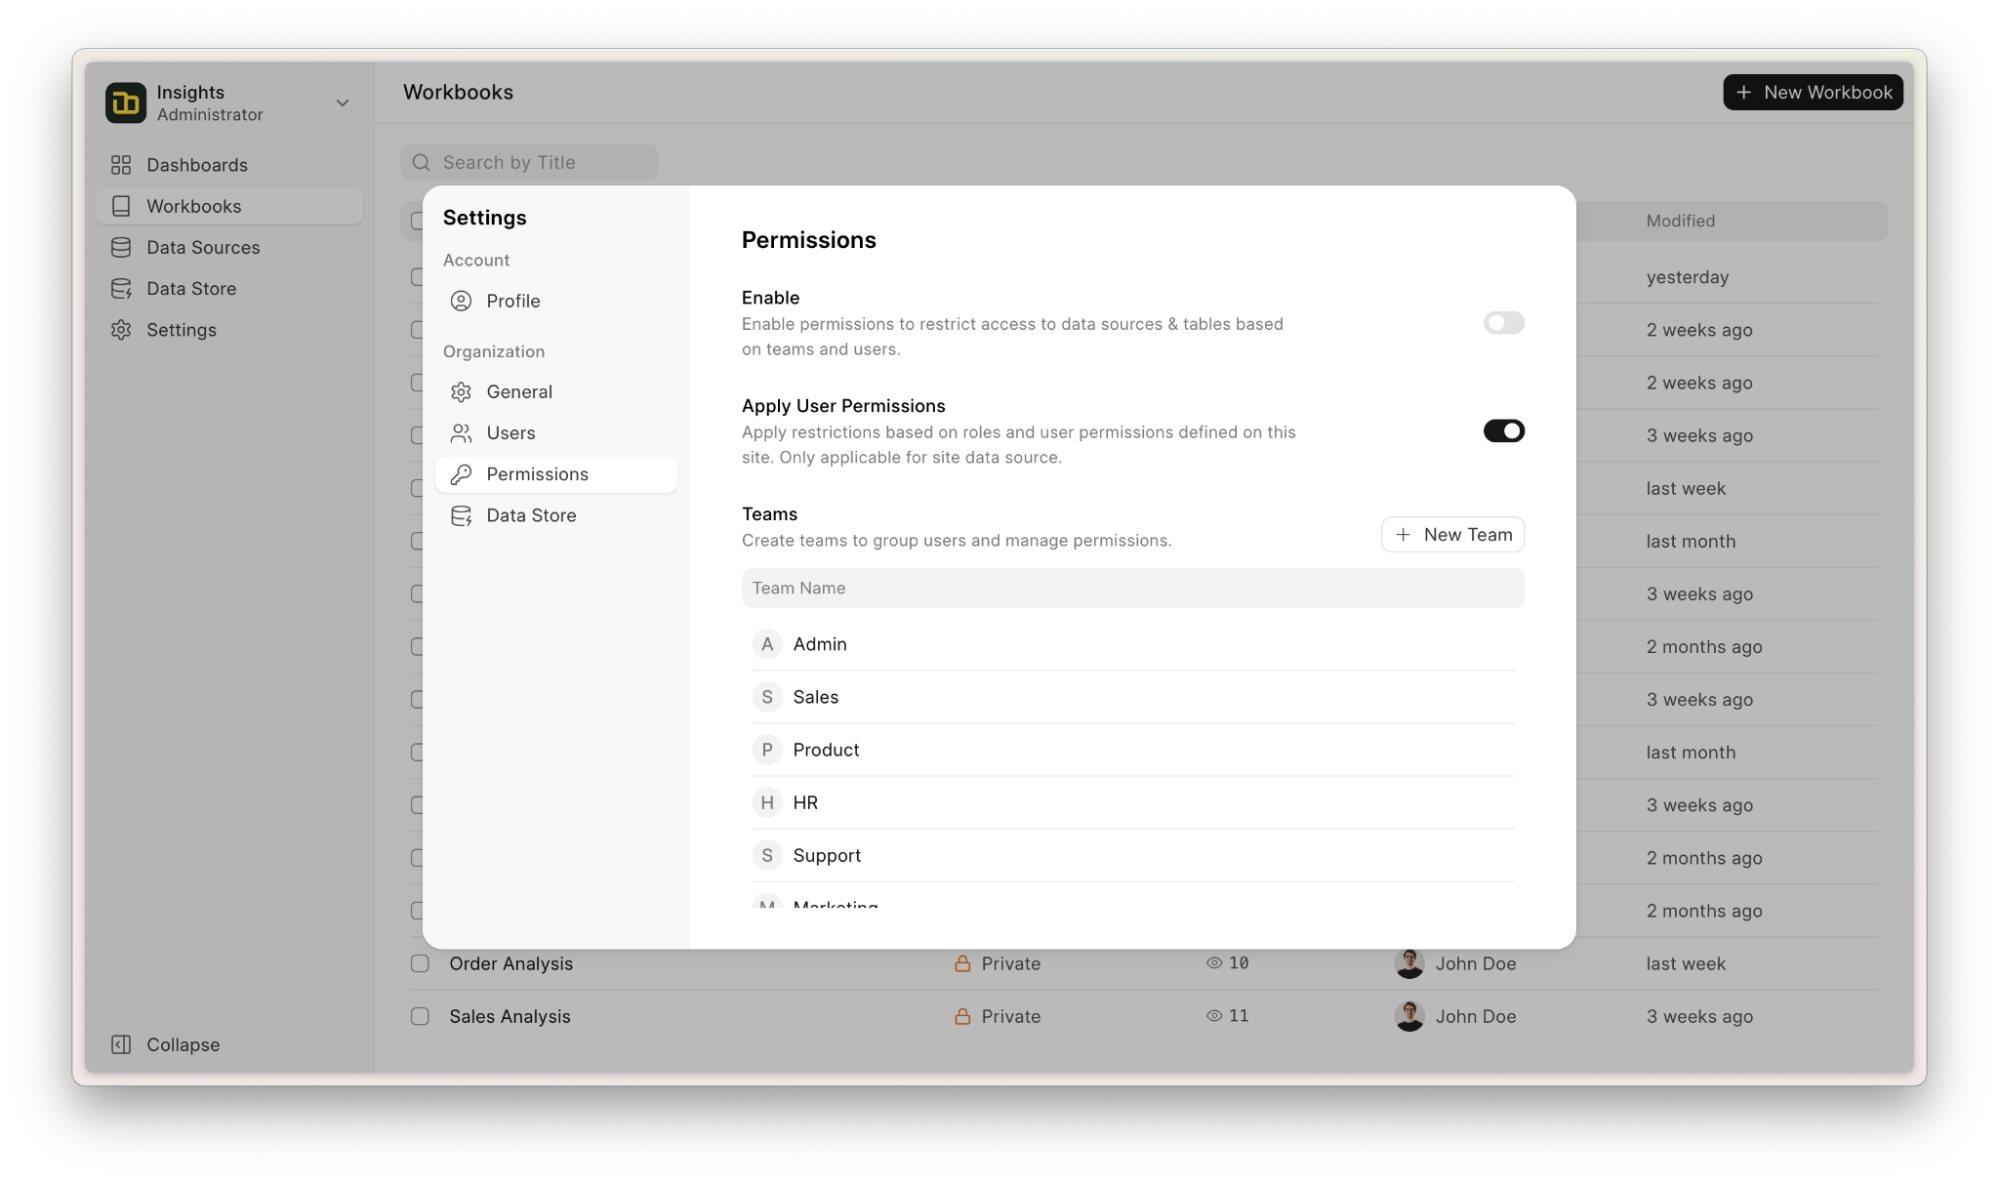 Insights
Administrator
Dashboards
Workbooks
Data Sources
Data Store
Settings
Collapse
Workbooks
New Workbook
Search by Title
Modified
yesterday
2 weeks ago
2 weeks ago
3 weeks ago
last week
last month
3 weeks ago
2 months ago
3 weeks ago
last month
3 weeks ago
2 months ago
2 months ago
Order Analysis Private 10 John Doe last week
Sales Analysis Private 11 John Doe 3 weeks ago
Settings
Account
Profile
Organization
General
Users
Permissions
Data Store
Permissions
Enable
Enable permissions to restrict access to data sources & tables based
on teams and users.
Apply User Permissions
Apply restrictions based on roles and user permissions defined on this
site. Only applicable for site data source.
Teams
Create teams to group users and manage permissions.
New Team
Team Name
A Admin
S Sales
P Product
H HR
S Support
M Marketing